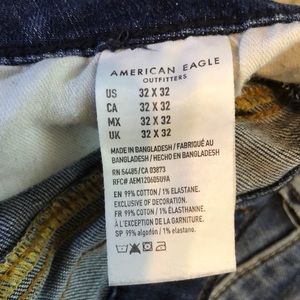 AMERICAN EAGLE
OUTFITTERS
US 32 X 32
CA 32 X 32
MX 32 X 32
UK 32 X 32
MADE IN BANGLADESH / FABRIQUÉ AU
BANGLADESH / HECHO EN BANGLADESH
RN 54485/CA 03873
RFC# AEM120605U9A
EN 99% COTTON / 1% ELASTANE.
EXCLUSIVE OF DECORATION.
FR 99% COTON / 1% ÉLASTHANNE.
À L'EXCEPTION DE LA GARNITURE.
SP 99% algodón / 1% elastano.